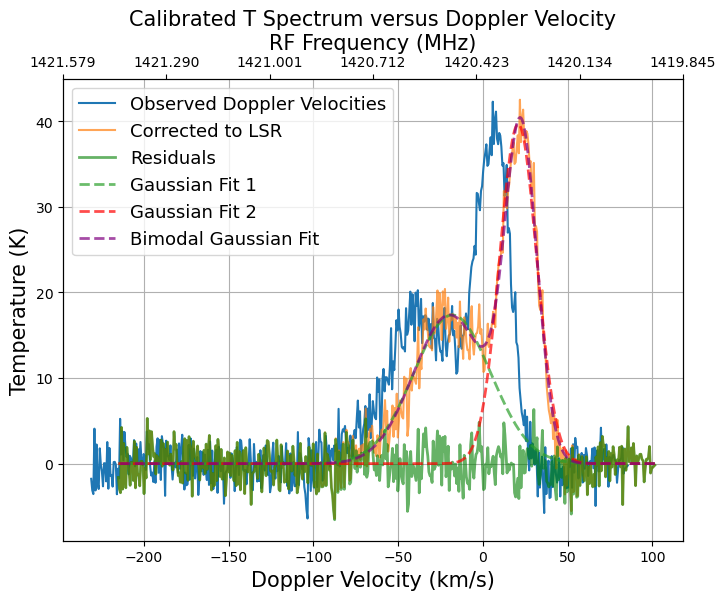 Calibrated T Spectrum versus Doppler Velocity
RF Frequency (MHz)
1421.579 1421.290 1421.001 1420.712 1420.423 1420.134 1419.845
Observed Doppler Velocities
Corrected to LSR
Residuals
Gaussian Fit 1
Gaussian Fit 2
Bimodal Gaussian Fit
Temperature (K)
40
30
20
10
0
−200 −150 −100 −50 0 50 100
Doppler Velocity (km/s)